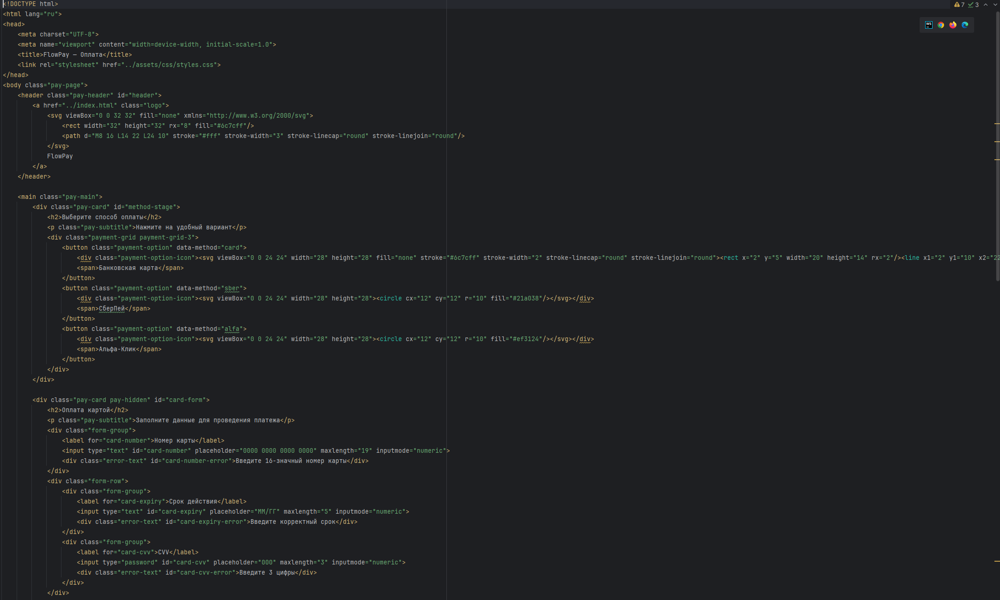 <!DOCTYPE html>
7 3
<html lang="ru">
<head>
WS
<meta charset="UTF-8">
<meta name="viewport" content="width=device-width, initial-scale=1.0">
<title>FlowPay — Оплата</title>
<link rel="stylesheet" href="../assets/css/styles.css">
</head>
<body class="pay-page">
<header class="pay-header" id="header">
<a href="../index.html" class="logo">
<svg viewBox="0 0 32 32" fill="none" xmlns="http://www.w3.org/2000/svg">
<rect width="32" height="32" rx="8" fill="#6c7cff"/>
<path d="M8 16 L14 22 L24 10" stroke="#fff" stroke-width="3" stroke-linecap="round" stroke-linejoin="round"/>
</svg>
FlowPay
</a>
</header>
<main class="pay-main">
<div class="pay-card" id="method-stage">
<h2>Выберите способ оплаты</h2>
<p class="pay-subtitle">Нажмите на удобный вариант</p>
<div class="payment-grid payment-grid-3">
<button class="payment-option" data-method="card">
<div class="payment-option-icon"><svg viewBox="0 0 24 24" width="28" height="28" fill="none" stroke="#6c7cff" stroke-width="2" stroke-linecap="round" stroke-linejoin="round"><rect x="2" y="5" width="20" height="14" rx="2"/><line x1="2" y1="10" x2="22
<span>Банковская карта</span>
</button>
<button class="payment-option" data-method="sber">
<div class="payment-option-icon"><svg viewBox="0 0 24 24" width="28" height="28"><circle cx="12" cy="12" r="10" fill="#21a038"/></svg></div>
<span>СберПей</span>
</button>
<button class="payment-option" data-method="alfa">
<div class="payment-option-icon"><svg viewBox="0 0 24 24" width="28" height="28"><circle cx="12" cy="12" r="10" fill="#ef3124"/></svg></div>
<span>Альфа-Клик</span>
</button>
</div>
</div>
<div class="pay-card pay-hidden" id="card-form">
<h2>Оплата картой</h2>
<p class="pay-subtitle">Заполните данные для проведения платежа</p>
<div class="form-group">
<label for="card-number">Номер карты</label>
<input type="text" id="card-number" placeholder="0000 0000 0000 0000" maxlength="19" inputmode="numeric">
<div class="error-text" id="card-number-error">Введите 16-значный номер карты</div>
</div>
<div class="form-row">
<div class="form-group">
<label for="card-expiry">Срок действия</label>
<input type="text" id="card-expiry" placeholder="ММ/ГГ" maxlength="5" inputmode="numeric">
<div class="error-text" id="card-expiry-error">Введите корректный срок</div>
</div>
<div class="form-group">
<label for="card-cvv">CVV</label>
<input type="password" id="card-cvv" placeholder="000" maxlength="3" inputmode="numeric">
<div class="error-text" id="card-cvv-error">Введите 3 цифры</div>
</div>
</div>